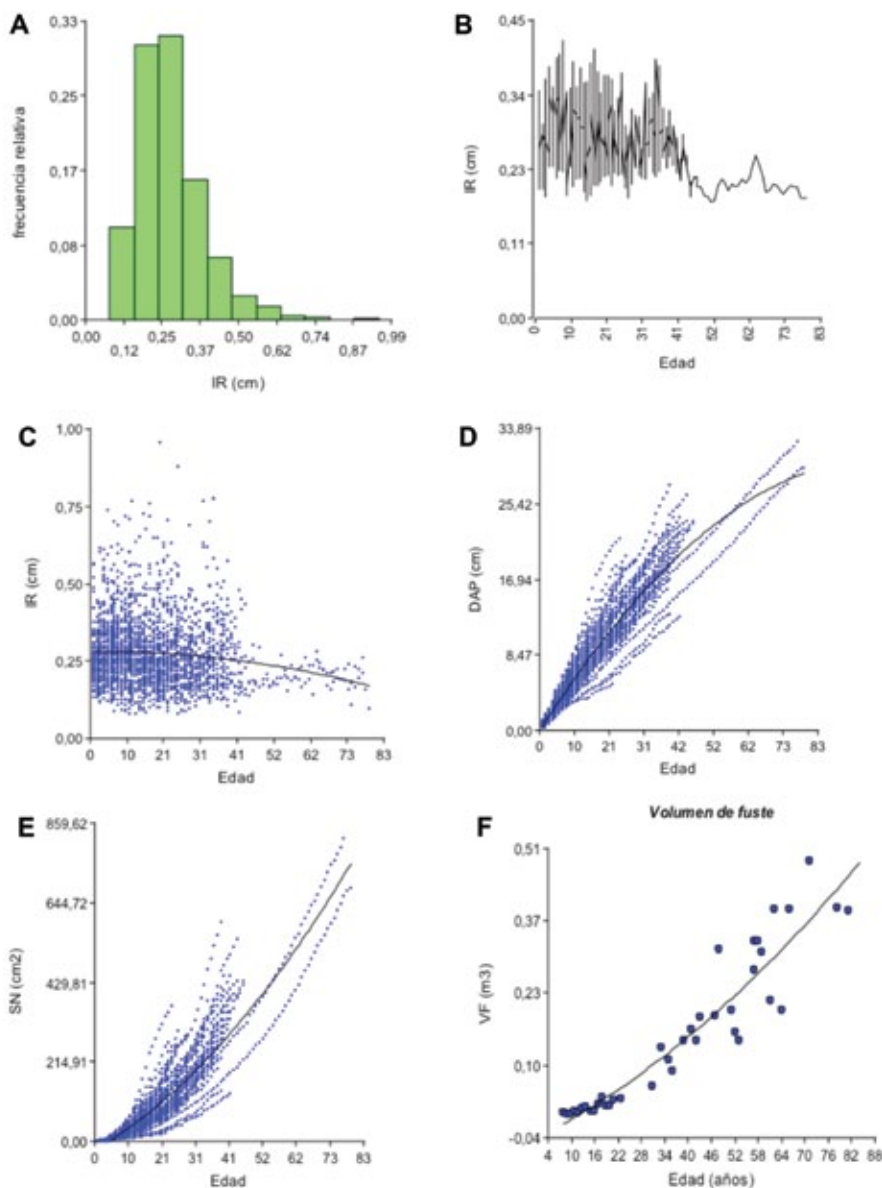 A
frecuencia relativa
0,33
0,25
0,17
0,08
0,00
0,00 0,25 0,50 0,74 0,99
0,12 0,37 0,62 0,87
IR (cm)
B
IR (cm)
0,45
0,34
0,23
0,11
0,00
0 10 21 31 41 52 62 73 83
Edad
C
IR (cm)
1,00
0,75
0,50
0,25
0,00
0 10 21 31 41 52 62 73 83
Edad
D
DAP (cm)
33,89
25,42
16,94
8,47
0,00
0 10 21 31 42 52 62 73 83
Edad
E
SN (cm2)
859,62
644,72
429,81
214,91
0,00
0 10 21 31 41 52 62 73 83
Edad
F
Volumen de fuste
VF (m3)
0,51
0,37
0,23
0,10
-0,04
4 10 16 22 28 34 40 46 52 58 64 70 76 82 88
Edad (años)